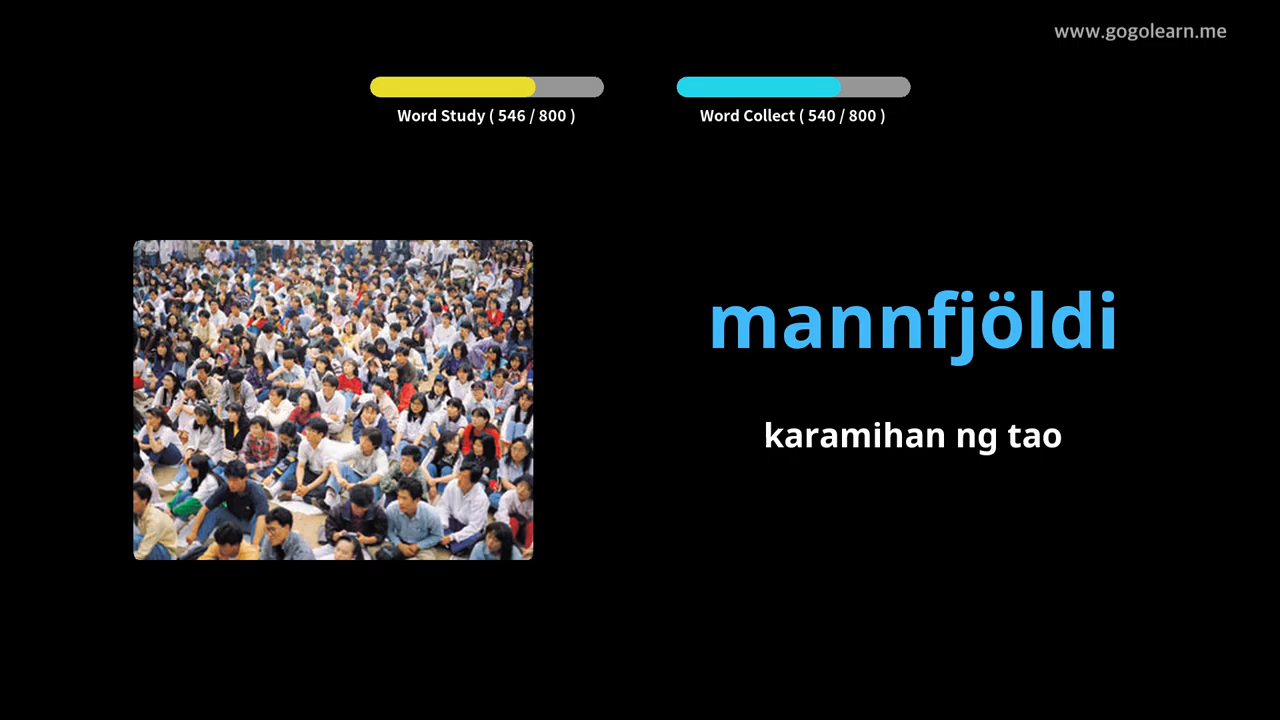 www.gogolearn.me
Word Study ( 546 / 800 )
Word Collect ( 540 / 800 )
mannfjöldi
karamihan ng tao